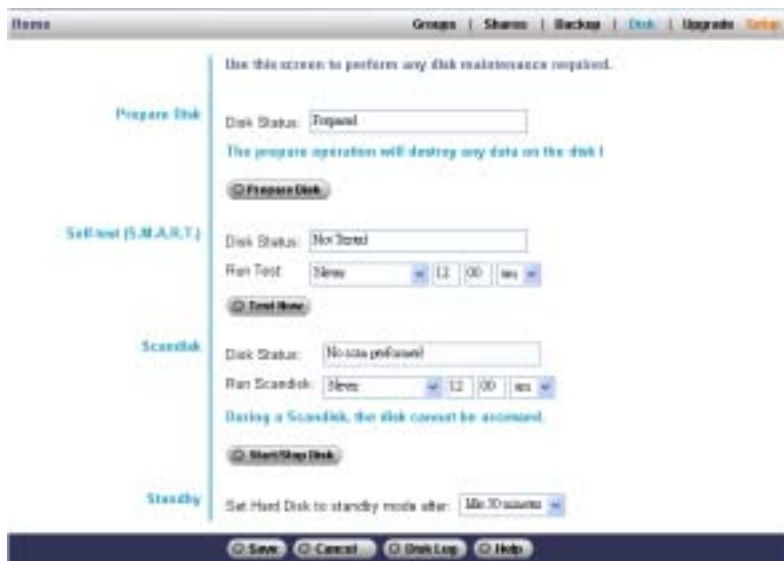 Home Groups | Shares | Backup | Disk | Upgrade Setup
Use this screen to perform any disk maintenance required.
Prepare Disk
Disk Status: Prepared
The prepare operation will destroy any data on the disk !
Prepare Disk
Self-test (S.M.A.R.T.)
Disk Status: Not Tested
Run Test: Never 12 00
Test Now
Scandisk
Disk Status: No scan performed
Run Scandisk: Never 12 00
During a Scandisk, the disk cannot be accessed.
Start/Stop Disk
Standby
Set Hard Disk to standby mode after: 30 minutes
Save Cancel Disk Log Help